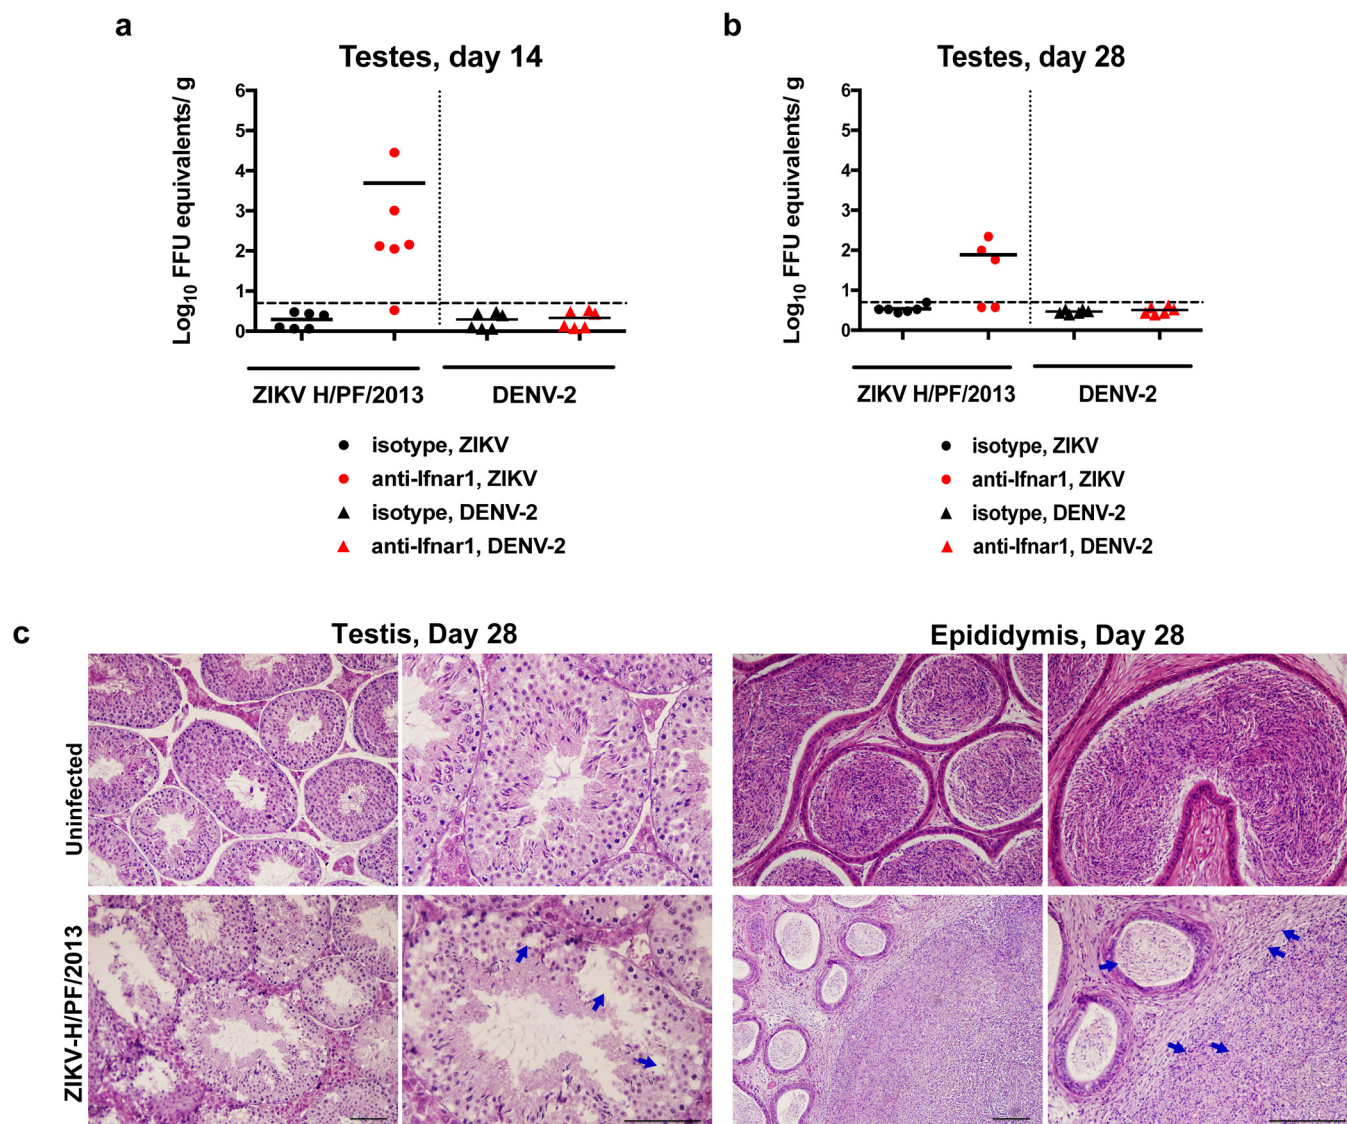 a
Testes, day 14
Log10 FFU equivalents/ g
6
5
4
3
2
1
0
ZIKV H/PF/2013
DENV-2
isotype, ZIKV
anti-Ifnar1, ZIKV
isotype, DENV-2
anti-Ifnar1, DENV-2
b
Testes, day 28
Log10 FFU equivalents/ g
6
5
4
3
2
1
0
ZIKV H/PF/2013
DENV-2
isotype, ZIKV
anti-Ifnar1, ZIKV
isotype, DENV-2
anti-Ifnar1, DENV-2
c
Testis, Day 28
Epididymis, Day 28
Uninfected
ZIKV-H/PF/2013